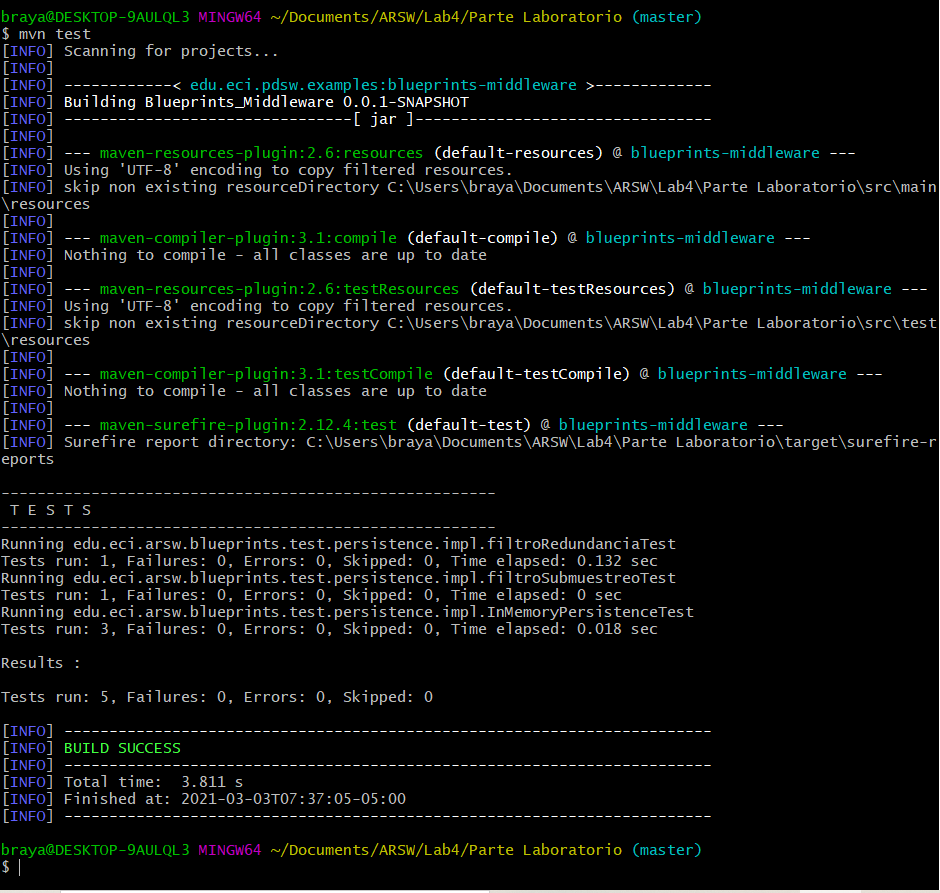 braya@DESKTOP-9AULQL3 MINGW64 ~/Documents/ARSW/Lab4/Parte Laboratorio (master)
$ mvn test
[INFO] Scanning for projects...
[INFO]
[INFO] ------------< edu.eci.pdsw.examples:blueprints-middleware >-------------
[INFO] Building Blueprints_Middleware 0.0.1-SNAPSHOT
[INFO] --------------------------------[ jar ]---------------------------------
[INFO]
[INFO] --- maven-resources-plugin:2.6:resources (default-resources) @ blueprints-middleware ---
[INFO] Using 'UTF-8' encoding to copy filtered resources.
[INFO] skip non existing resourceDirectory C:\Users\braya\Documents\ARSW\Lab4\Parte Laboratorio\src\main
\resources
[INFO]
[INFO] --- maven-compiler-plugin:3.1:compile (default-compile) @ blueprints-middleware ---
[INFO] Nothing to compile - all classes are up to date
[INFO]
[INFO] --- maven-resources-plugin:2.6:testResources (default-testResources) @ blueprints-middleware ---
[INFO] Using 'UTF-8' encoding to copy filtered resources.
[INFO] skip non existing resourceDirectory C:\Users\braya\Documents\ARSW\Lab4\Parte Laboratorio\src\test
\resources
[INFO]
[INFO] --- maven-compiler-plugin:3.1:testCompile (default-testCompile) @ blueprints-middleware ---
[INFO] Nothing to compile - all classes are up to date
[INFO]
[INFO] --- maven-surefire-plugin:2.12.4:test (default-test) @ blueprints-middleware ---
[INFO] Surefire report directory: C:\Users\braya\Documents\ARSW\Lab4\Parte Laboratorio\target\surefire-r
eports

-------------------------------------------------------
 T E S T S
-------------------------------------------------------
Running edu.eci.arsw.blueprints.test.persistence.impl.filtroRedundanciaTest
Tests run: 1, Failures: 0, Errors: 0, Skipped: 0, Time elapsed: 0.132 sec
Running edu.eci.arsw.blueprints.test.persistence.impl.filtroSubmuestreoTest
Tests run: 1, Failures: 0, Errors: 0, Skipped: 0, Time elapsed: 0 sec
Running edu.eci.arsw.blueprints.test.persistence.impl.InMemoryPersistenceTest
Tests run: 3, Failures: 0, Errors: 0, Skipped: 0, Time elapsed: 0.018 sec

Results :

Tests run: 5, Failures: 0, Errors: 0, Skipped: 0

[INFO] ------------------------------------------------------------------------
[INFO] BUILD SUCCESS
[INFO] ------------------------------------------------------------------------
[INFO] Total time:  3.811 s
[INFO] Finished at: 2021-03-03T07:37:05-05:00
[INFO] ------------------------------------------------------------------------

braya@DESKTOP-9AULQL3 MINGW64 ~/Documents/ARSW/Lab4/Parte Laboratorio (master)
$